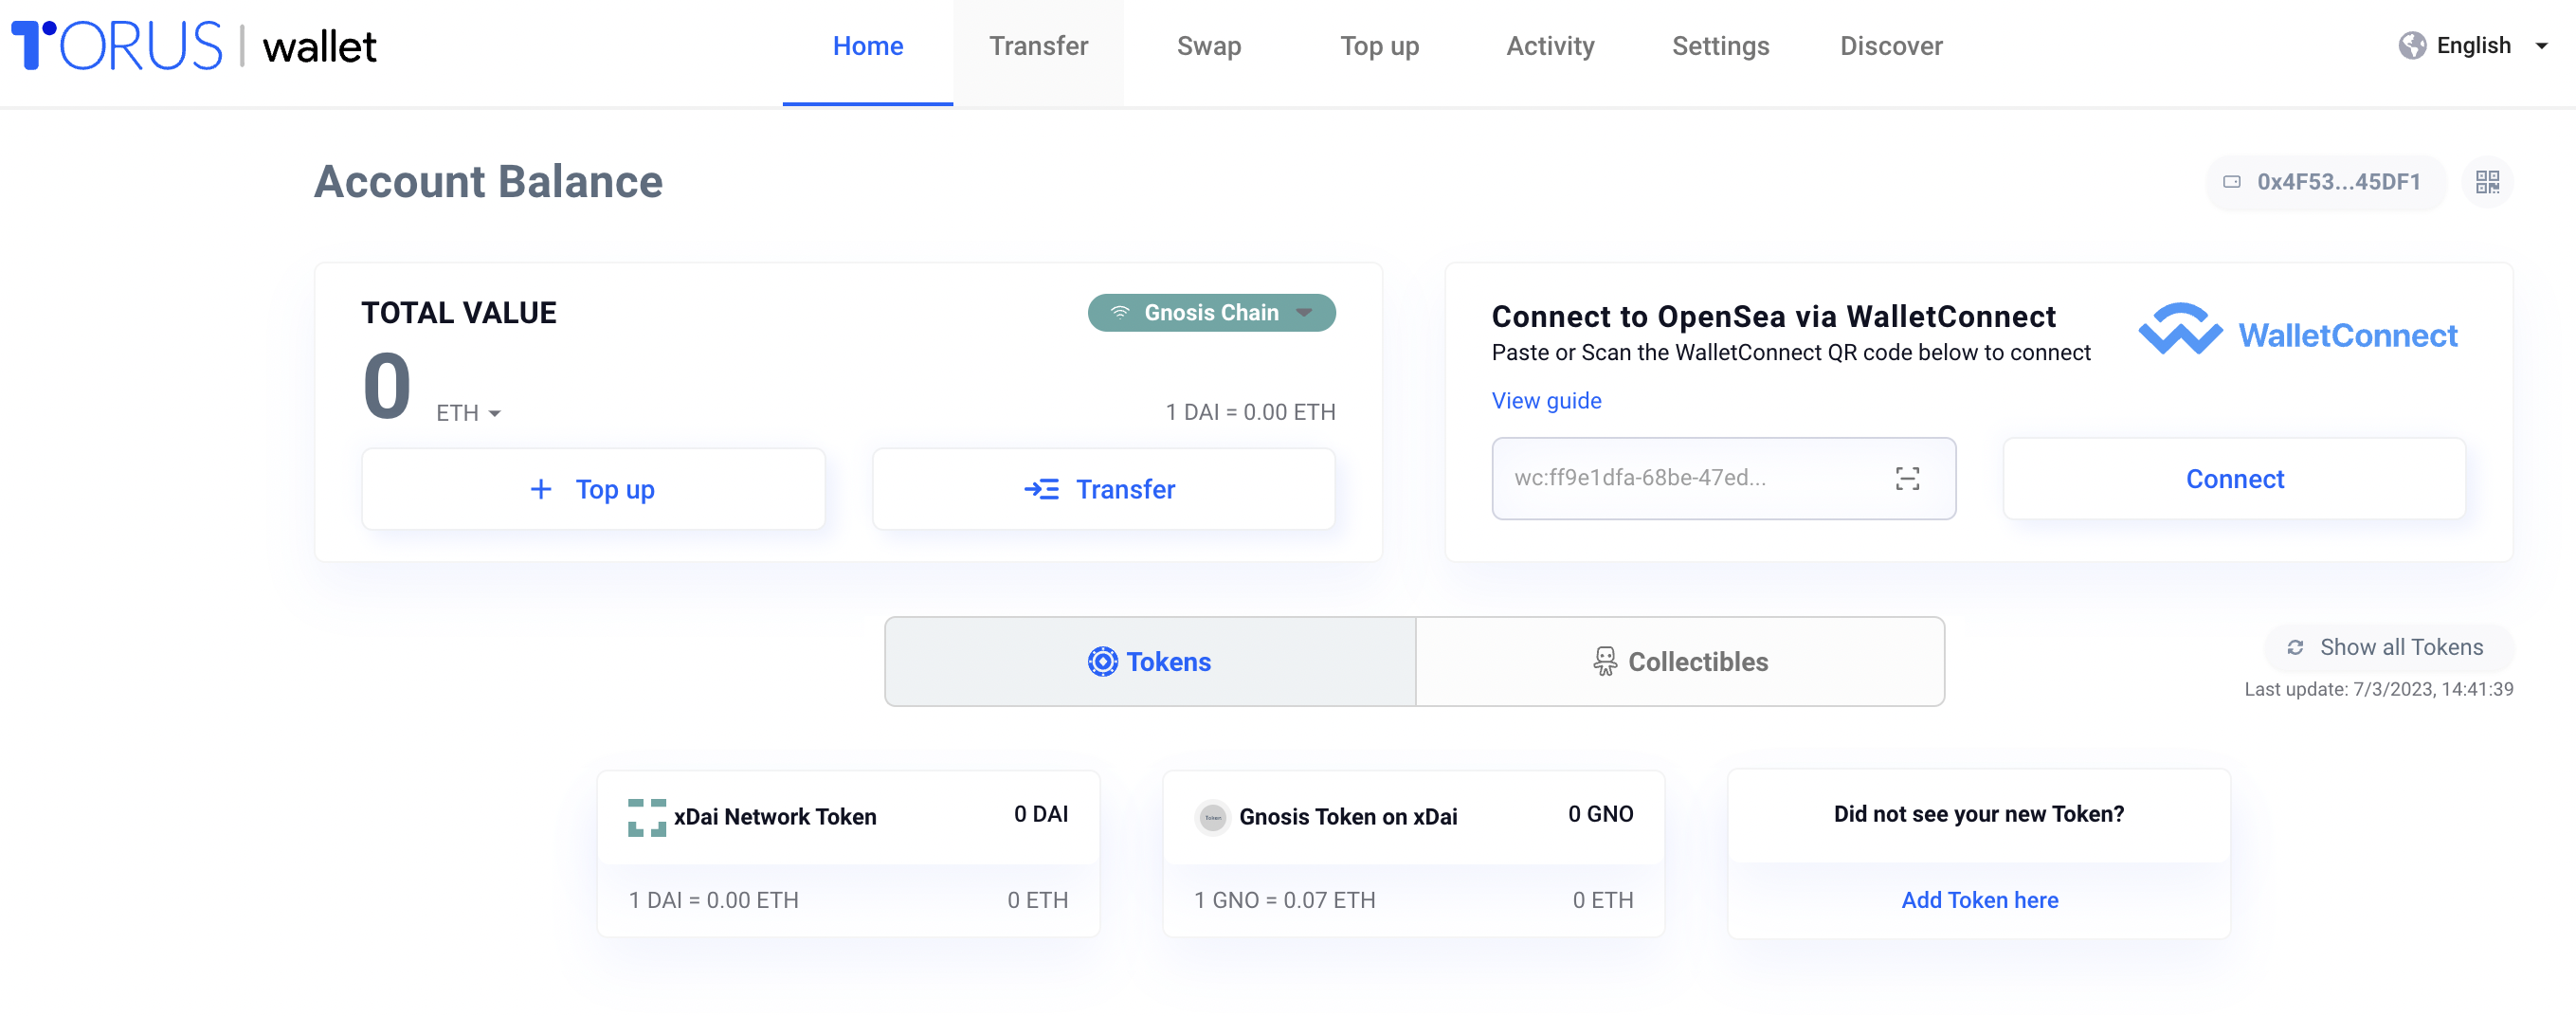 TORUS | wallet
Home Transfer Swap Top up Activity Settings Discover
English
Account Balance
0x4F53...45DF1
TOTAL VALUE
Gnosis Chain
0 ETH
1 DAI = 0.00 ETH
Top up
Transfer
Connect to OpenSea via WalletConnect
Paste or Scan the WalletConnect QR code below to connect
WalletConnect
View guide
wc:ff9e1dfa-68be-47ed...
Connect
Tokens
Collectibles
Show all Tokens
Last update: 7/3/2023, 14:41:39
xDai Network Token 0 DAI
1 DAI = 0.00 ETH 0 ETH
Token
Gnosis Token on xDai 0 GNO
1 GNO = 0.07 ETH 0 ETH
Did not see your new Token?
Add Token here